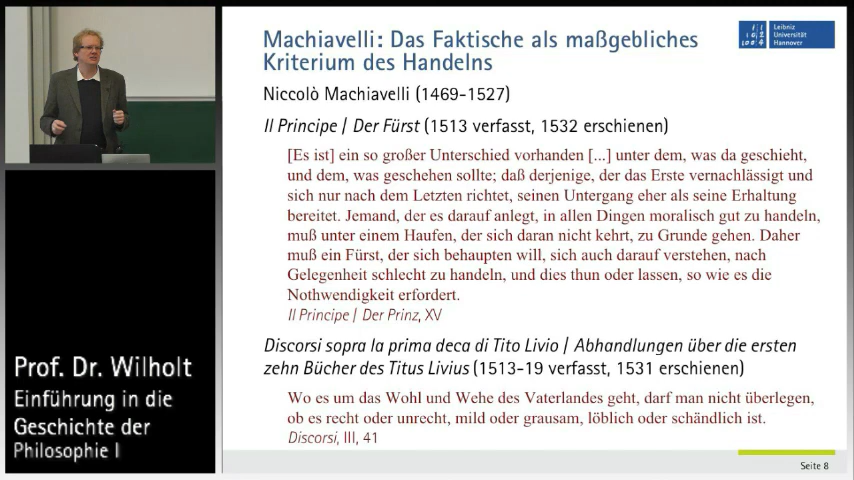 Machiavelli: Das Faktische als maßgebliches
Kriterium des Handelns
Leibniz
Universität
Hannover
Niccolò Machiavelli (1469-1527)
Il Principe / Der Fürst (1513 verfasst, 1532 erschienen)
[Es ist] ein so großer Unterschied vorhanden [...] unter dem, was da geschieht,
und dem, was geschehen sollte; daß derjenige, der das Erste vernachlässigt und
sich nur nach dem Letzten richtet, seinen Untergang eher als seine Erhaltung
bereitet. Jemand, der es darauf anlegt, in allen Dingen moralisch gut zu handeln,
muß unter einem Haufen, der sich daran nicht kehrt, zu Grunde gehen. Daher
muß ein Fürst, der sich behaupten will, sich auch darauf verstehen, nach
Gelegenheit schlecht zu handeln, und dies thun oder lassen, so wie es die
Nothwendigkeit erfordert.
Il Principe / Der Prinz, XV
Discorsi sopra la prima deca di Tito Livio / Abhandlungen über die ersten
zehn Bücher des Titus Livius (1513-19 verfasst, 1531 erschienen)
Wo es um das Wohl und Wehe des Vaterlandes geht, darf man nicht überlegen,
ob es recht oder unrecht, mild oder grausam, löblich oder schändlich ist.
Discorsi, III, 41
Seite 8
Prof. Dr. Wilholt
Einführung in die
Geschichte der
Philosophie I